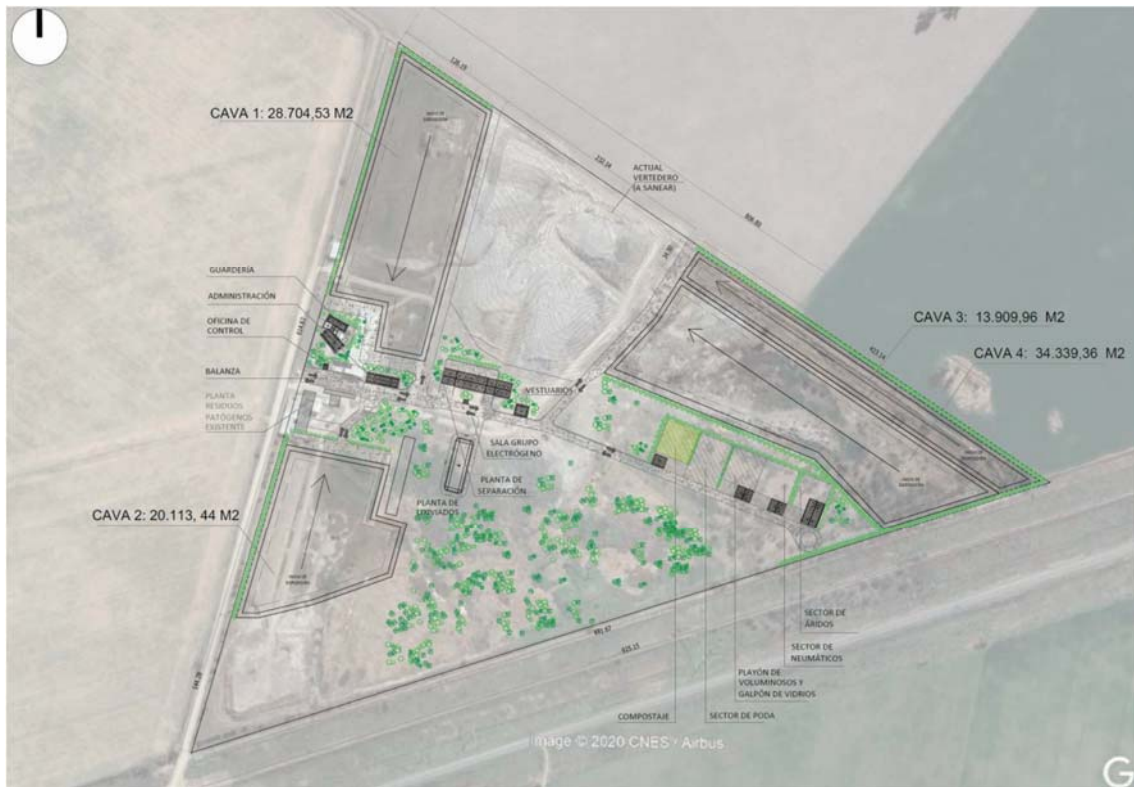 128.19
CAVA 1: 28.704,53 M2
ACTUAL
VERTEDERO
(A SANEAR)
GUARDERÍA
ADMINISTRACIÓN
OFICINA DE
CONTROL
BALANZA
PLANTA
RESIDUOS
PATÓGENOS
EXISTENTE
CAVA 3: 13.909,96 M2
CAVA 4: 34.339,36 M2
VESTUARIOS
SALA GRUPO
ELECTRÓGENO
PLANTA DE
SEPARACIÓN
PLANTA DE
LIXIVIADOS
CAVA 2: 20.113, 44 M2
SECTOR DE
ÁRIDOS
SECTOR DE
NEUMÁTICOS
PLAYÓN DE
VOLUMINOSOS Y
GALPÓN DE VIDRIOS
COMPOSTAJE
SECTOR DE PODA
Image © 2020 CNES / Airbus
G